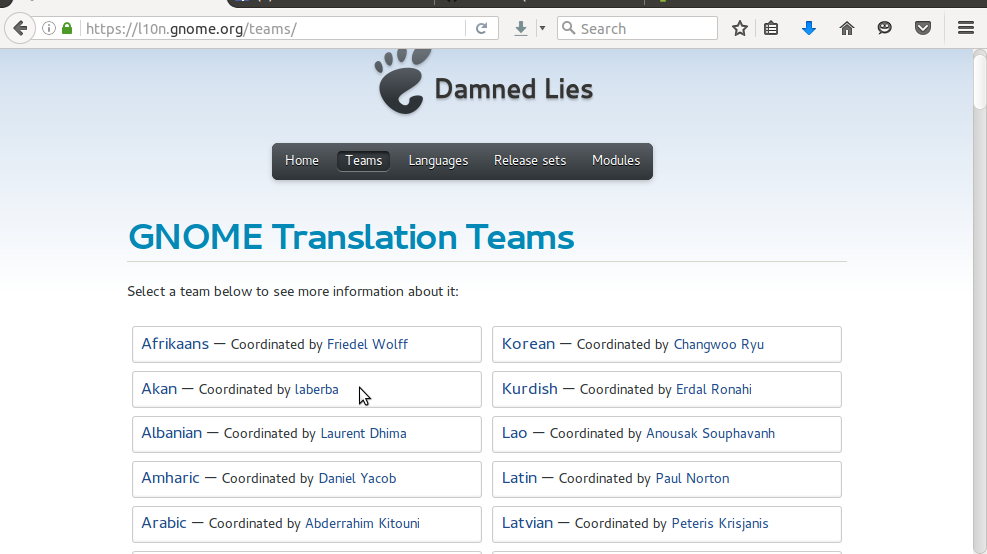 https://l10n.gnome.org/teams/
Search
Damned Lies
Home Teams Languages Release sets Modules
GNOME Translation Teams
Select a team below to see more information about it:
Afrikaans — Coordinated by Friedel Wolff
Korean — Coordinated by Changwoo Ryu
Akan — Coordinated by laberba
Kurdish — Coordinated by Erdal Ronahi
Albanian — Coordinated by Laurent Dhima
Lao — Coordinated by Anousak Souphavanh
Amharic — Coordinated by Daniel Yacob
Latin — Coordinated by Paul Norton
Arabic — Coordinated by Abderrahim Kitouni
Latvian — Coordinated by Peteris Krisjanis